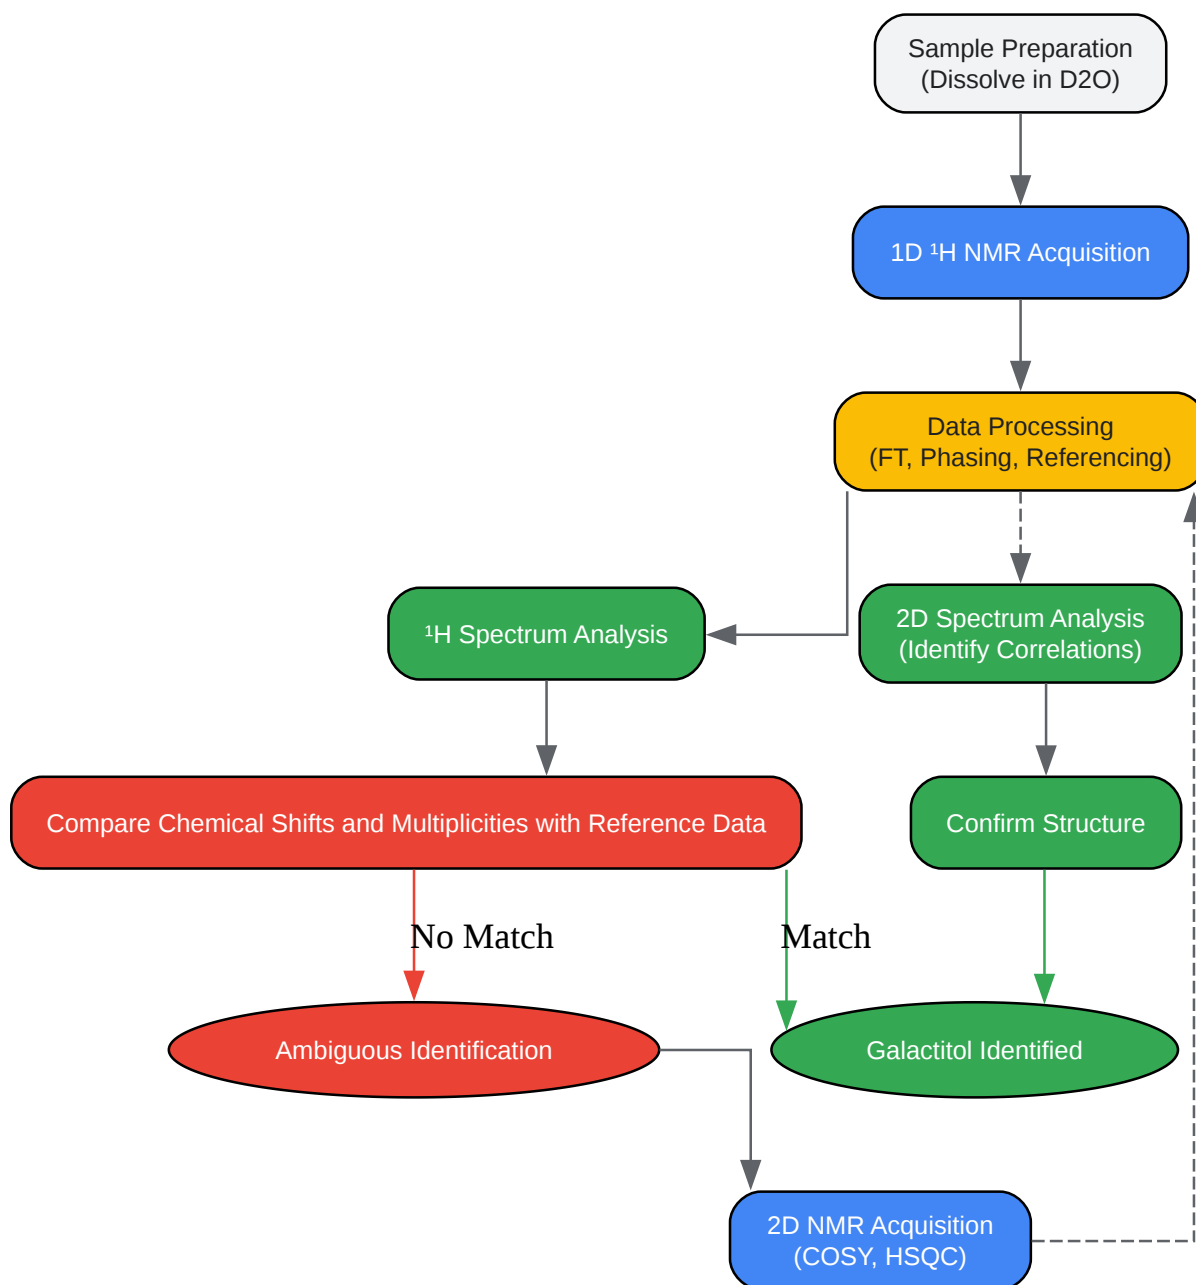 Sample Preparation
(Dissolve in D2O)
1D ¹H NMR Acquisition
Data Processing
(FT, Phasing, Referencing)
¹H Spectrum Analysis
2D Spectrum Analysis
(Identify Correlations)
Compare Chemical Shifts and Multiplicities with Reference Data
Confirm Structure
No Match
Match
Ambiguous Identification
Galactitol Identified
2D NMR Acquisition
(COSY, HSQC)